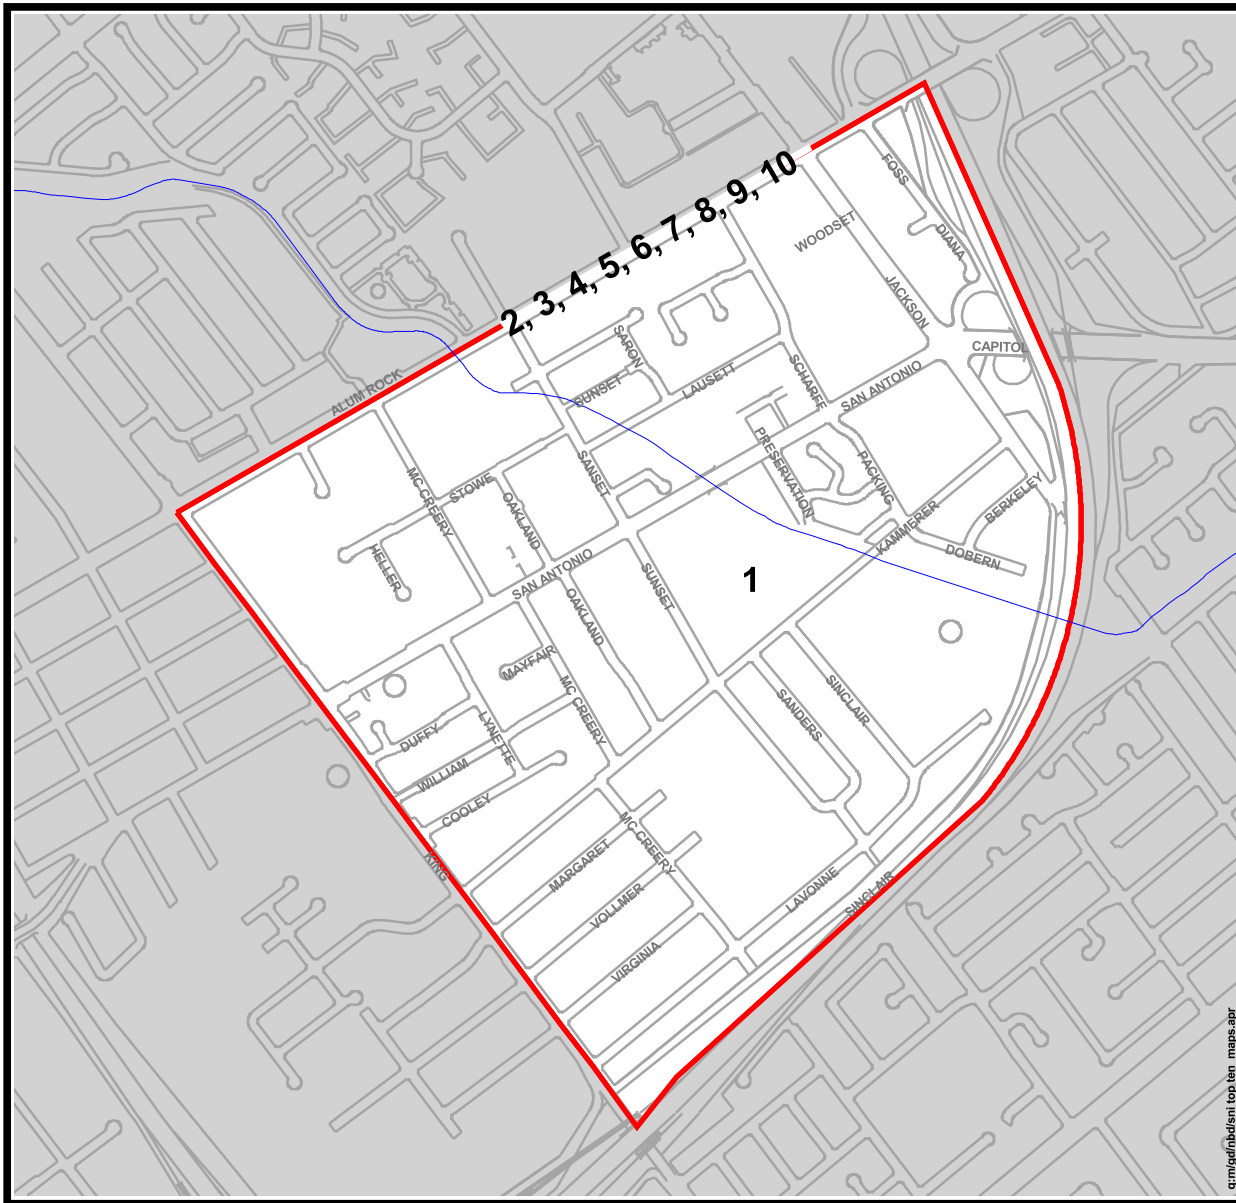 FOSS
DIANA
WOODSET
JACKSON
CAPITOL
2, 3, 4, 5, 6, 7, 8, 9, 10
ALUM ROCK
SARON
SUNSET
LAUSETT
SCHARFF
SAN ANTONIO
MC CREERY
STOWE
OAKLAND
SANSET
PRESERVATION
PACKING
KAMMERER
BERKELEY
DOBERN
HELLER
SAN ANTONIO
OAKLAND
SUNSET
1
MAYFAIR
MC CREERY
LYNETTE
DUFFY
WILLIAM
COOLEY
SANDERS
SINCLAIR
KING
MARGARET
MC CREERY
VOLLMER
VIRGINIA
LAVONNE
SINCLAIR
q:m/gd/nbd/sni top ten maps.apr